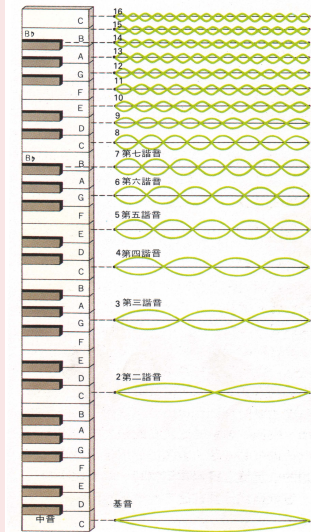 C 16
15
B♭ B 14
A 13
G 12
F 11
E 10
D 9
C 8
B♭ B 7 第七諧音
A
G 6 第六諧音
F
E 5 第五諧音
D
C 4 第四諧音
B
A
G 3 第三諧音
F
E
D
C 2 第二諧音
B
A
G
F
E
D
中音 C 基音